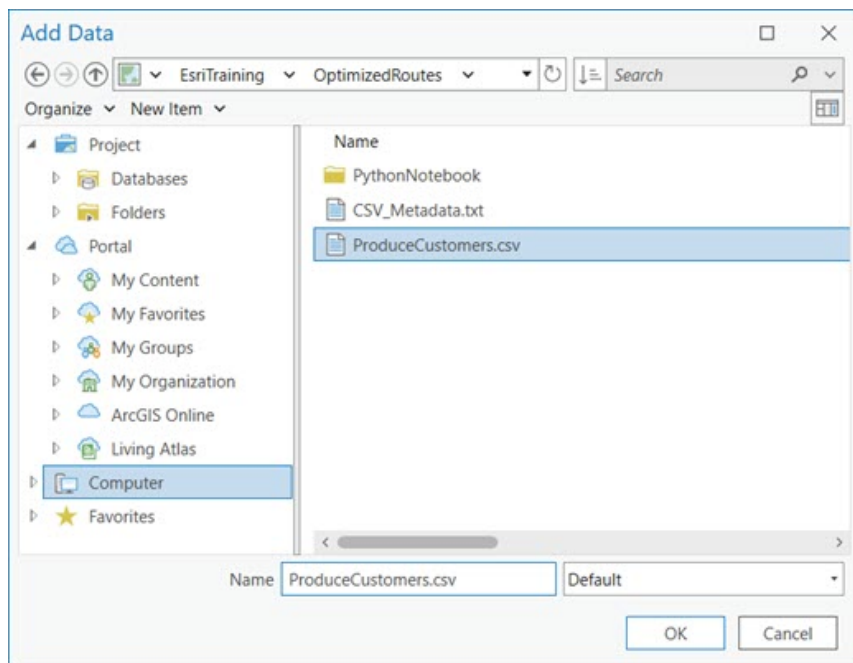 Add Data
EsriTraining OptimizedRoutes Search
Organize New Item
Project
Databases
Folders
Portal
My Content
My Favorites
My Groups
My Organization
ArcGIS Online
Living Atlas
Computer
Favorites
Name
PythonNotebook
CSV_Metadata.txt
ProduceCustomers.csv
Name ProduceCustomers.csv Default
OK Cancel